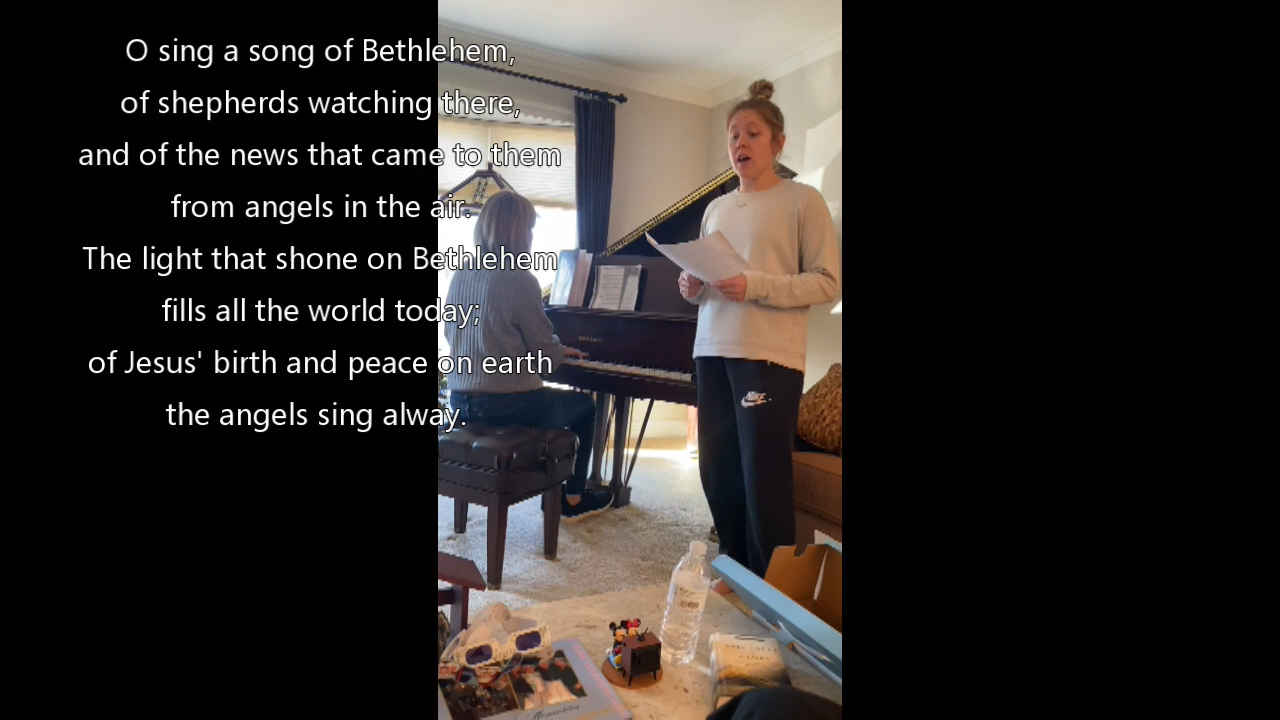 O sing a song of Bethlehem,
of shepherds watching there,
and of the news that came to them
from angels in the air.
The light that shone on Bethlehem
fills all the world today;
of Jesus' birth and peace on earth
the angels sing alway.
NIKE
Memories